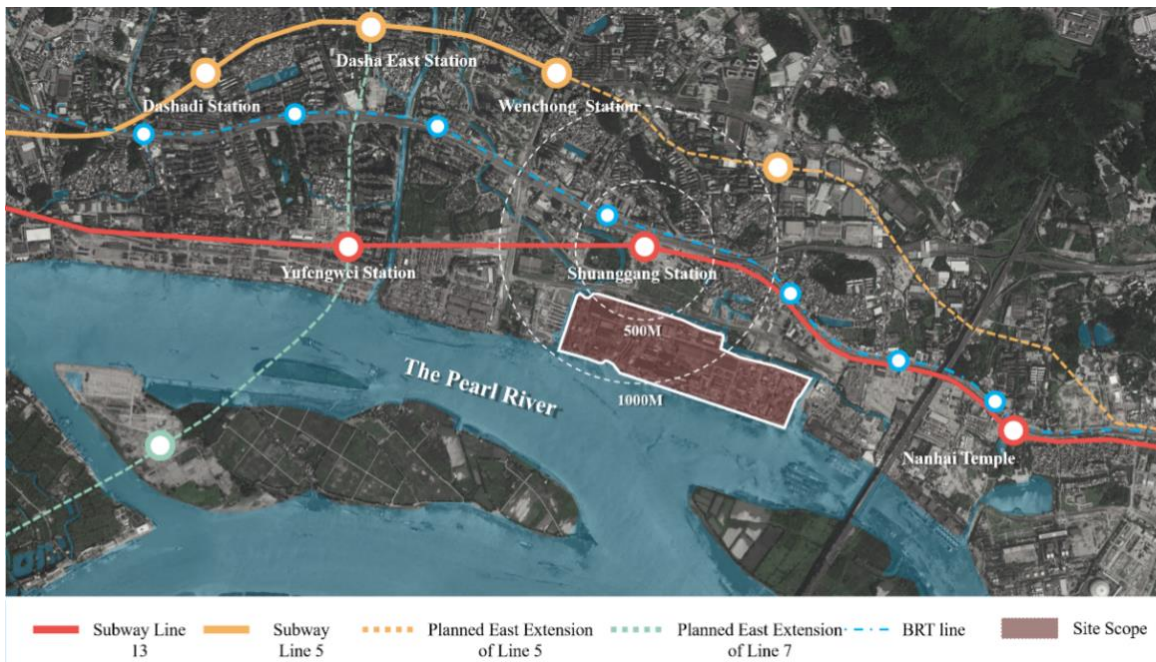 Dasha East Station
Dashadi Station
Wenchong Station
Yufengwei Station
Shuanggang Station
500M
The Pearl River
1000M
Nanhai Temple
Subway Line
13
Subway
Line 5
Planned East Extension
of Line 5
Planned East Extension
of Line 7
BRT line
Site Scope